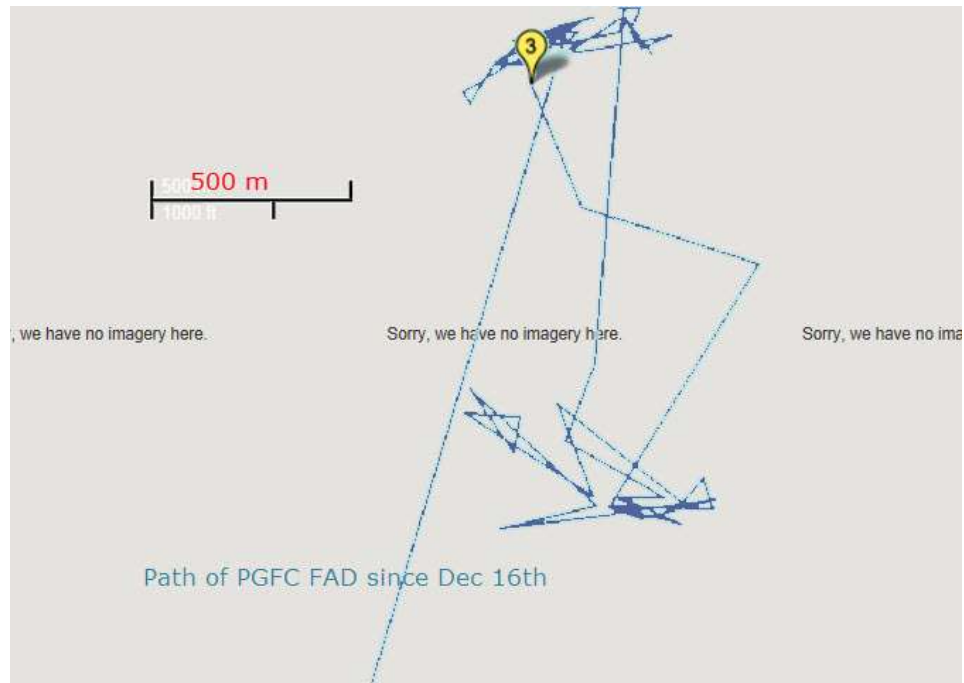 3
500 m
1000 ft
, we have no imagery here.
Sorry, we have no imagery here.
Sorry, we have no ima
Path of PGFC FAD since Dec 16th